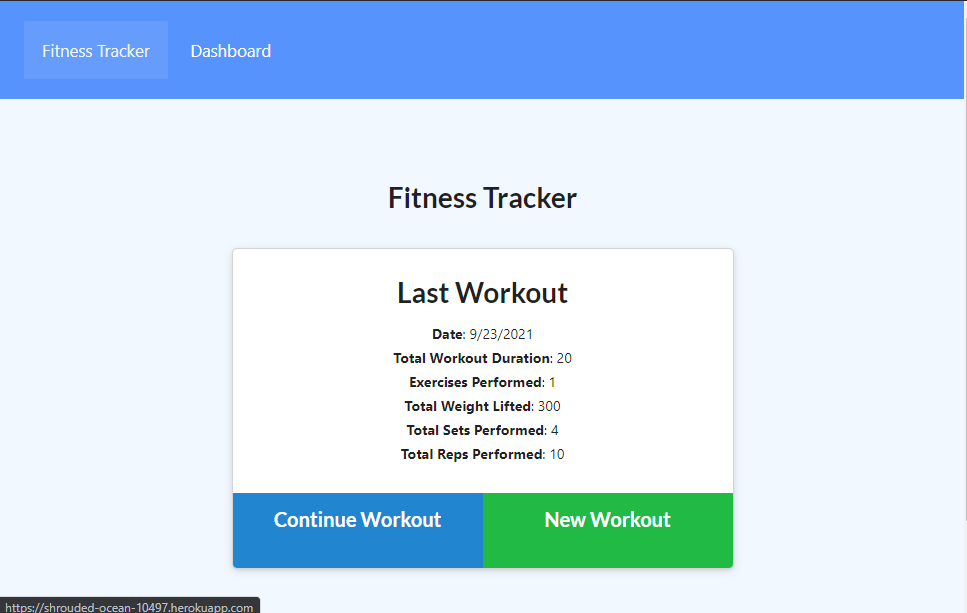 Fitness Tracker Dashboard
Fitness Tracker
Last Workout
Date: 9/23/2021
Total Workout Duration: 20
Exercises Performed: 1
Total Weight Lifted: 300
Total Sets Performed: 4
Total Reps Performed: 10
Continue Workout New Workout
https://shrouded-ocean-10497.herokuapp.com